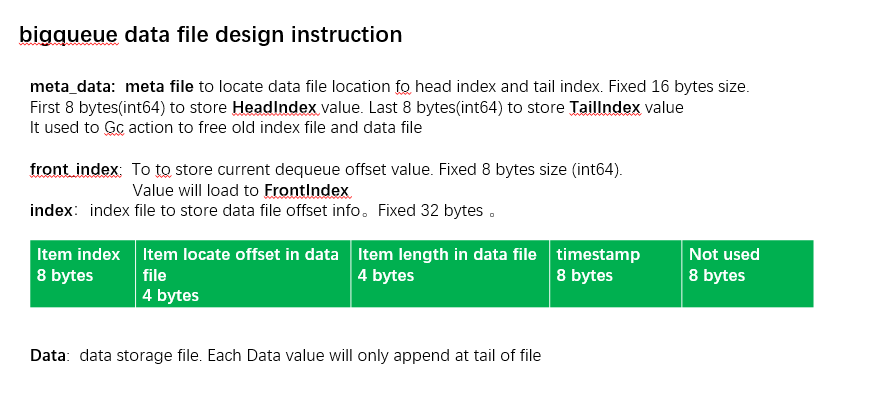 bigqueue data file design instruction
meta_data: meta file to locate data file location fo head index and tail index. Fixed 16 bytes size.
First 8 bytes(int64) to store HeadIndex value. Last 8 bytes(int64) to store TailIndex value
It used to Gc action to free old index file and data file
front_index: To to store current dequeue offset value. Fixed 8 bytes size (int64).
Value will load to FrontIndex
index: index file to store data file offset info。Fixed 32 bytes 。
Item index
8 bytes
Item locate offset in data
file
4 bytes
Item length in data file
4 bytes
timestamp
8 bytes
Not used
8 bytes
Data: data storage file. Each Data value will only append at tail of file